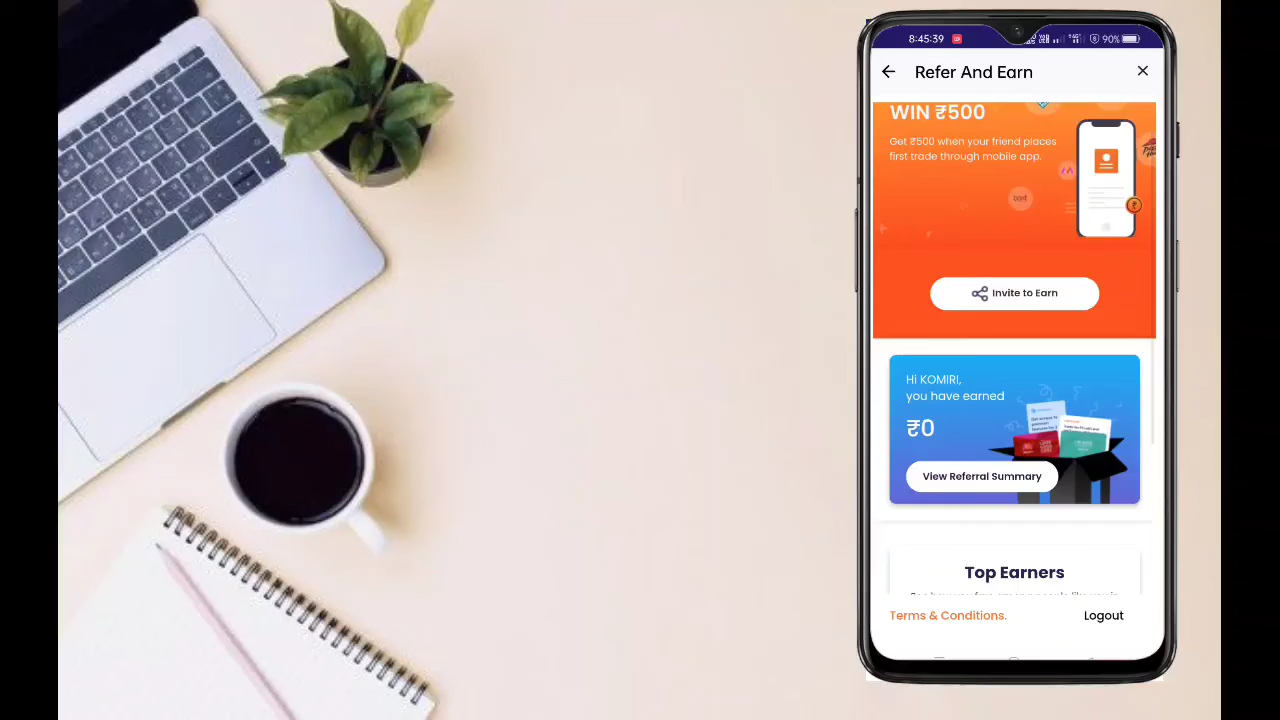 8:45:39
90%
Refer And Earn
WIN ₹500
Get ₹500 when your friend places
first trade through mobile app.
Invite to Earn
Hi KOMIRI,
you have earned
₹0
View Referral Summary
Top Earners
Terms & Conditions.
Logout